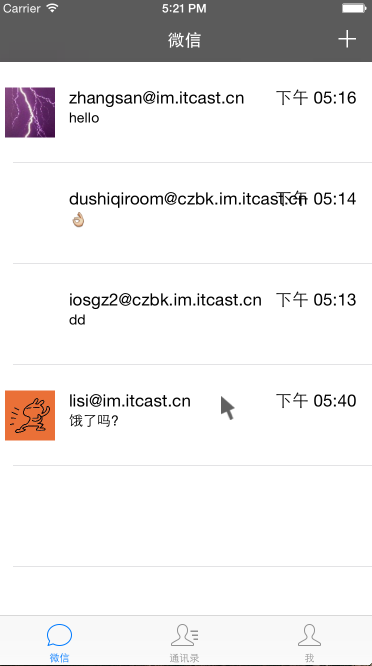 Carrier 5:21 PM
微信
zhangsan@im.itcast.cn 下午 05:16
hello
dushiqiroom@czbk.im.itcast.cn 下午 05:14
👌🏼
iosgz2@czbk.im.itcast.cn 下午 05:13
dd
lisi@im.itcast.cn 下午 05:40
饿了吗?
微信 通讯录 我